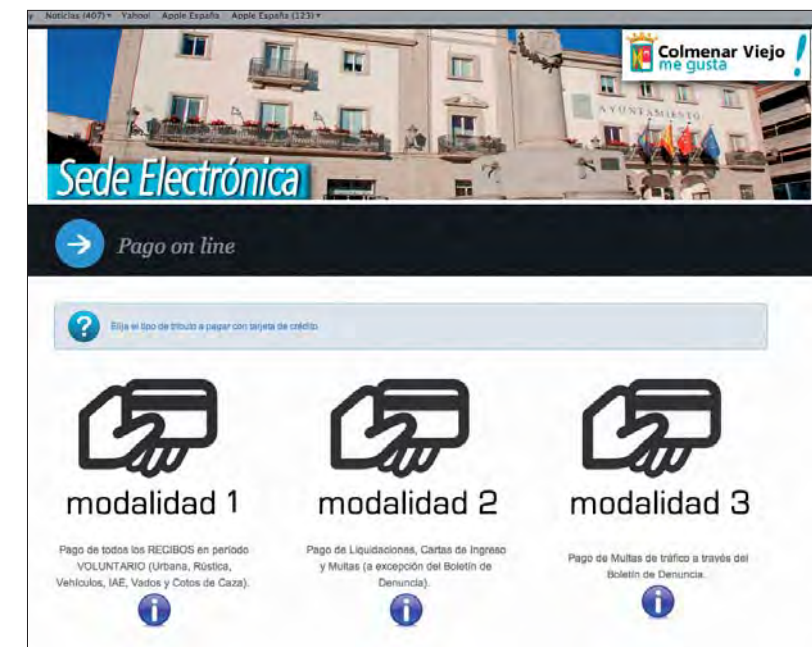 Noticias (407) Yahoo! Apple España Apple España (123)
Colmenar Viejo
me gusta
AYUNTAMIENTO
Sede Electrónica
Pago on line
Elija el tipo de tributo a pagar con tarjeta de crédito
modalidad 1
Pago de todos los RECIBOS en periodo
VOLUNTARIO (Urbana, Rústica,
Vehículos, IAE, Vados y Cotos de Caza).
modalidad 2
Pago de Liquidaciones, Cartas de Ingreso
y Multas (a excepción del Boletín de
Denuncia).
modalidad 3
Pago de Multas de tráfico a través del
Boletín de Denuncia.